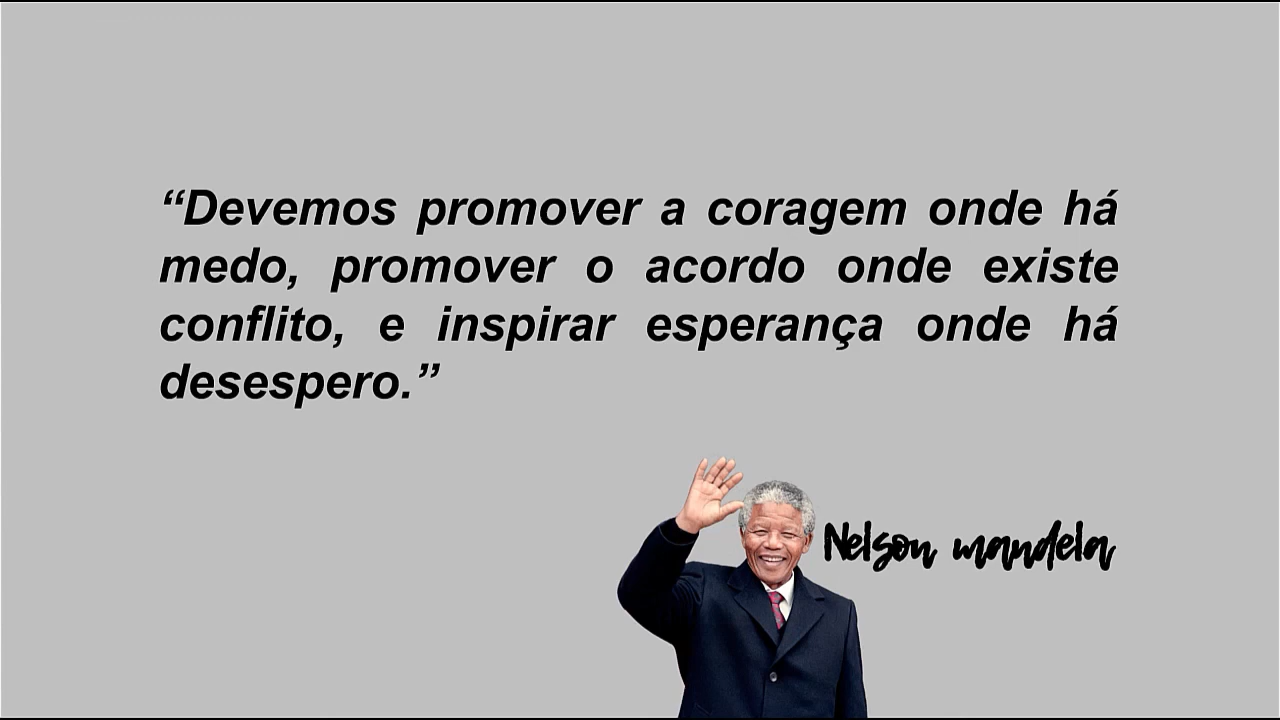 “Devemos promover a coragem onde há
medo, promover o acordo onde existe
conflito, e inspirar esperança onde há
desespero.”
Nelson mandela